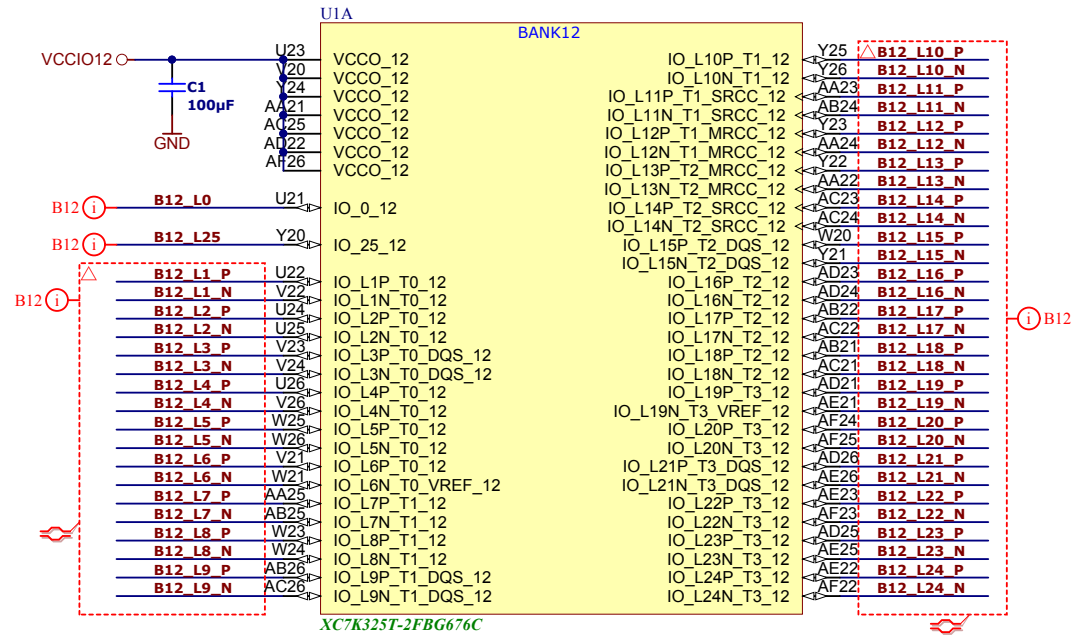 U1A
BANK12
VCCIO12
C1
100µF
GND
U23 VCCO_12
V20 VCCO_12
Y24 VCCO_12
AA21 VCCO_12
AC25 VCCO_12
AD22 VCCO_12
AF26 VCCO_12
B12 i B12_L0 U21 IO_0_12
B12 i B12_L25 Y20 IO_25_12
B12 i
B12_L1_P U22 IO_L1P_T0_12
B12_L1_N V22 IO_L1N_T0_12
B12_L2_P U24 IO_L2P_T0_12
B12_L2_N U25 IO_L2N_T0_12
B12_L3_P V23 IO_L3P_T0_DQS_12
B12_L3_N V24 IO_L3N_T0_DQS_12
B12_L4_P U26 IO_L4P_T0_12
B12_L4_N V26 IO_L4N_T0_12
B12_L5_P W25 IO_L5P_T0_12
B12_L5_N W26 IO_L5N_T0_12
B12_L6_P V21 IO_L6P_T0_12
B12_L6_N W21 IO_L6N_T0_VREF_12
B12_L7_P AA25 IO_L7P_T1_12
B12_L7_N AB25 IO_L7N_T1_12
B12_L8_P W23 IO_L8P_T1_12
B12_L8_N W24 IO_L8N_T1_12
B12_L9_P AB26 IO_L9P_T1_DQS_12
B12_L9_N AC26 IO_L9N_T1_DQS_12
IO_L10P_T1_12 Y25 B12_L10_P
IO_L10N_T1_12 Y26 B12_L10_N
IO_L11P_T1_SRCC_12 AA23 B12_L11_P
IO_L11N_T1_SRCC_12 AB24 B12_L11_N
IO_L12P_T1_MRCC_12 Y23 B12_L12_P
IO_L12N_T1_MRCC_12 AA24 B12_L12_N
IO_L13P_T2_MRCC_12 Y22 B12_L13_P
IO_L13N_T2_MRCC_12 AA22 B12_L13_N
IO_L14P_T2_SRCC_12 AC23 B12_L14_P
IO_L14N_T2_SRCC_12 AC24 B12_L14_N
IO_L15P_T2_DQS_12 W20 B12_L15_P
IO_L15N_T2_DQS_12 Y21 B12_L15_N
IO_L16P_T2_12 AD23 B12_L16_P
IO_L16N_T2_12 AD24 B12_L16_N
IO_L17P_T2_12 AB22 B12_L17_P
IO_L17N_T2_12 AC22 B12_L17_N
IO_L18P_T2_12 AB21 B12_L18_P
IO_L18N_T2_12 AC21 B12_L18_N
IO_L19P_T3_12 AD21 B12_L19_P
IO_L19N_T3_VREF_12 AE21 B12_L19_N
IO_L20P_T3_12 AF24 B12_L20_P
IO_L20N_T3_12 AF25 B12_L20_N
IO_L21P_T3_DQS_12 AD26 B12_L21_P
IO_L21N_T3_DQS_12 AE26 B12_L21_N
IO_L22P_T3_12 AE23 B12_L22_P
IO_L22N_T3_12 AF23 B12_L22_N
IO_L23P_T3_12 AD25 B12_L23_P
IO_L23N_T3_12 AE25 B12_L23_N
IO_L24P_T3_12 AE22 B12_L24_P
IO_L24N_T3_12 AF22 B12_L24_N
i B12
XC7K325T-2FBG676C